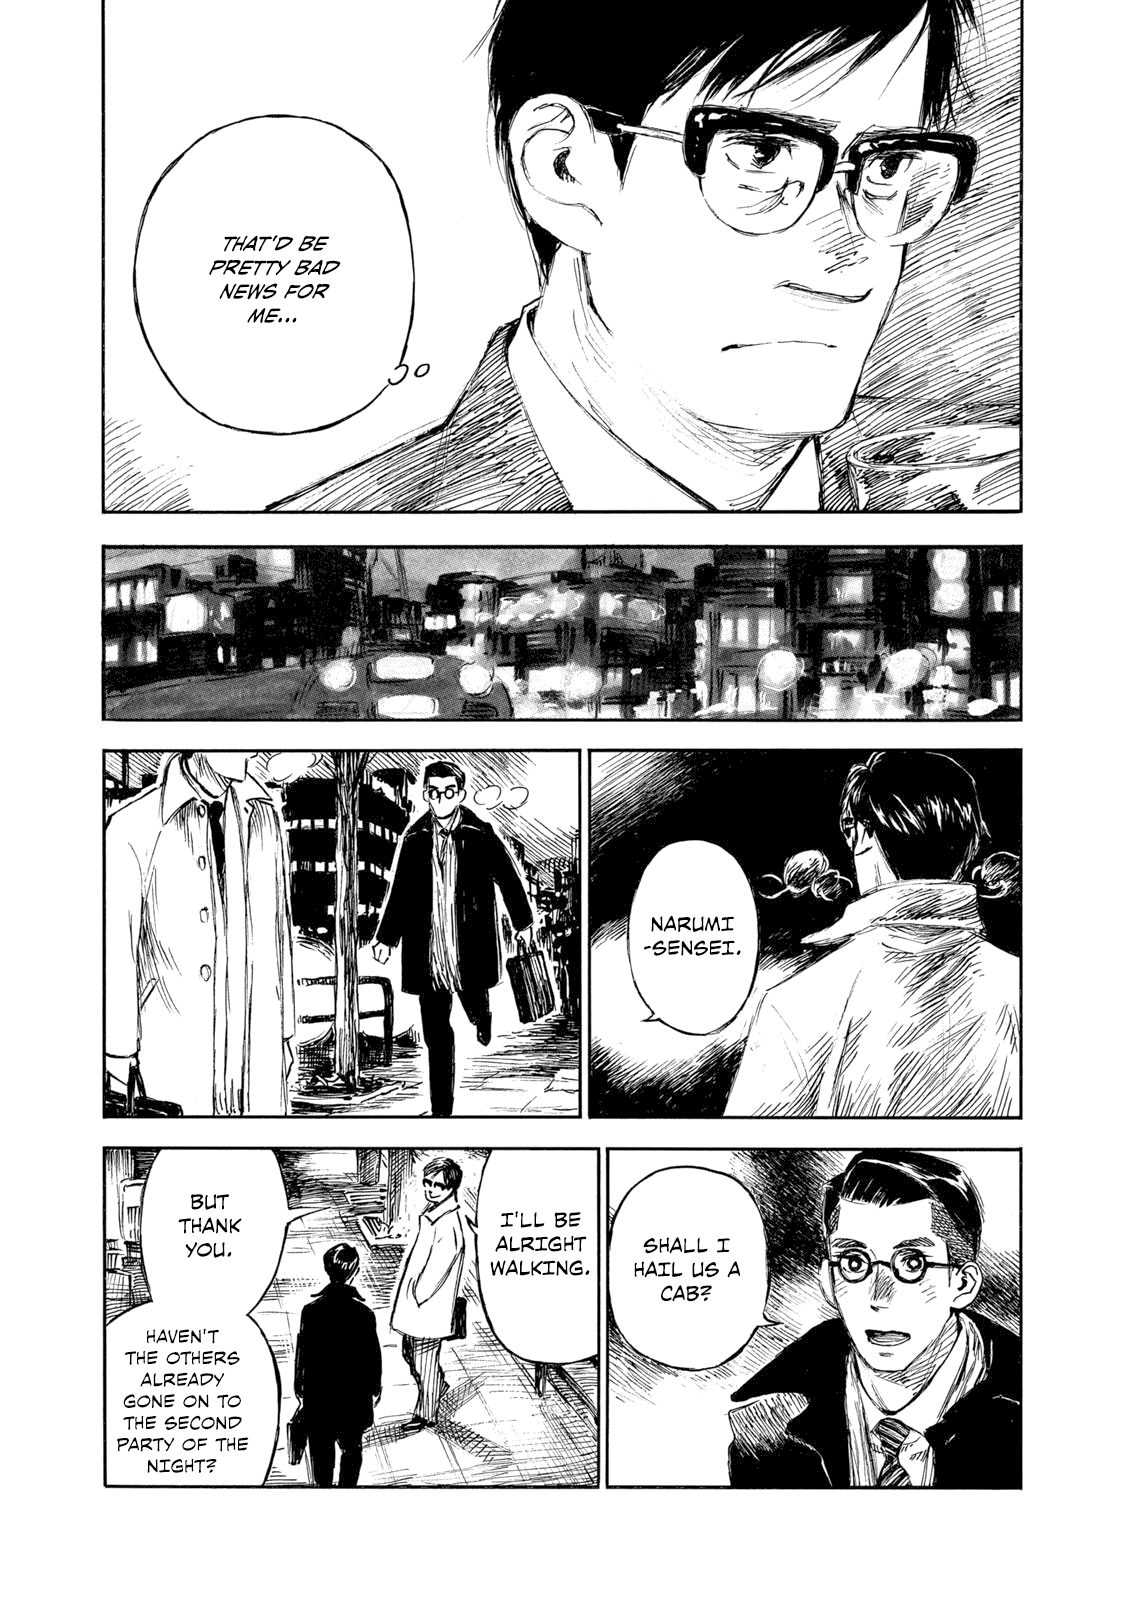 THAT'D BE
PRETTY BAD
NEWS FOR
ME...
NARUMI
-SENSEI.
SHALL I
HAIL US A
CAB?
I'LL BE
ALRIGHT
WALKING.
BUT
THANK
YOU.
HAVEN'T
THE OTHERS
ALREADY
GONE ON TO
THE SECOND
PARTY OF THE
NIGHT?